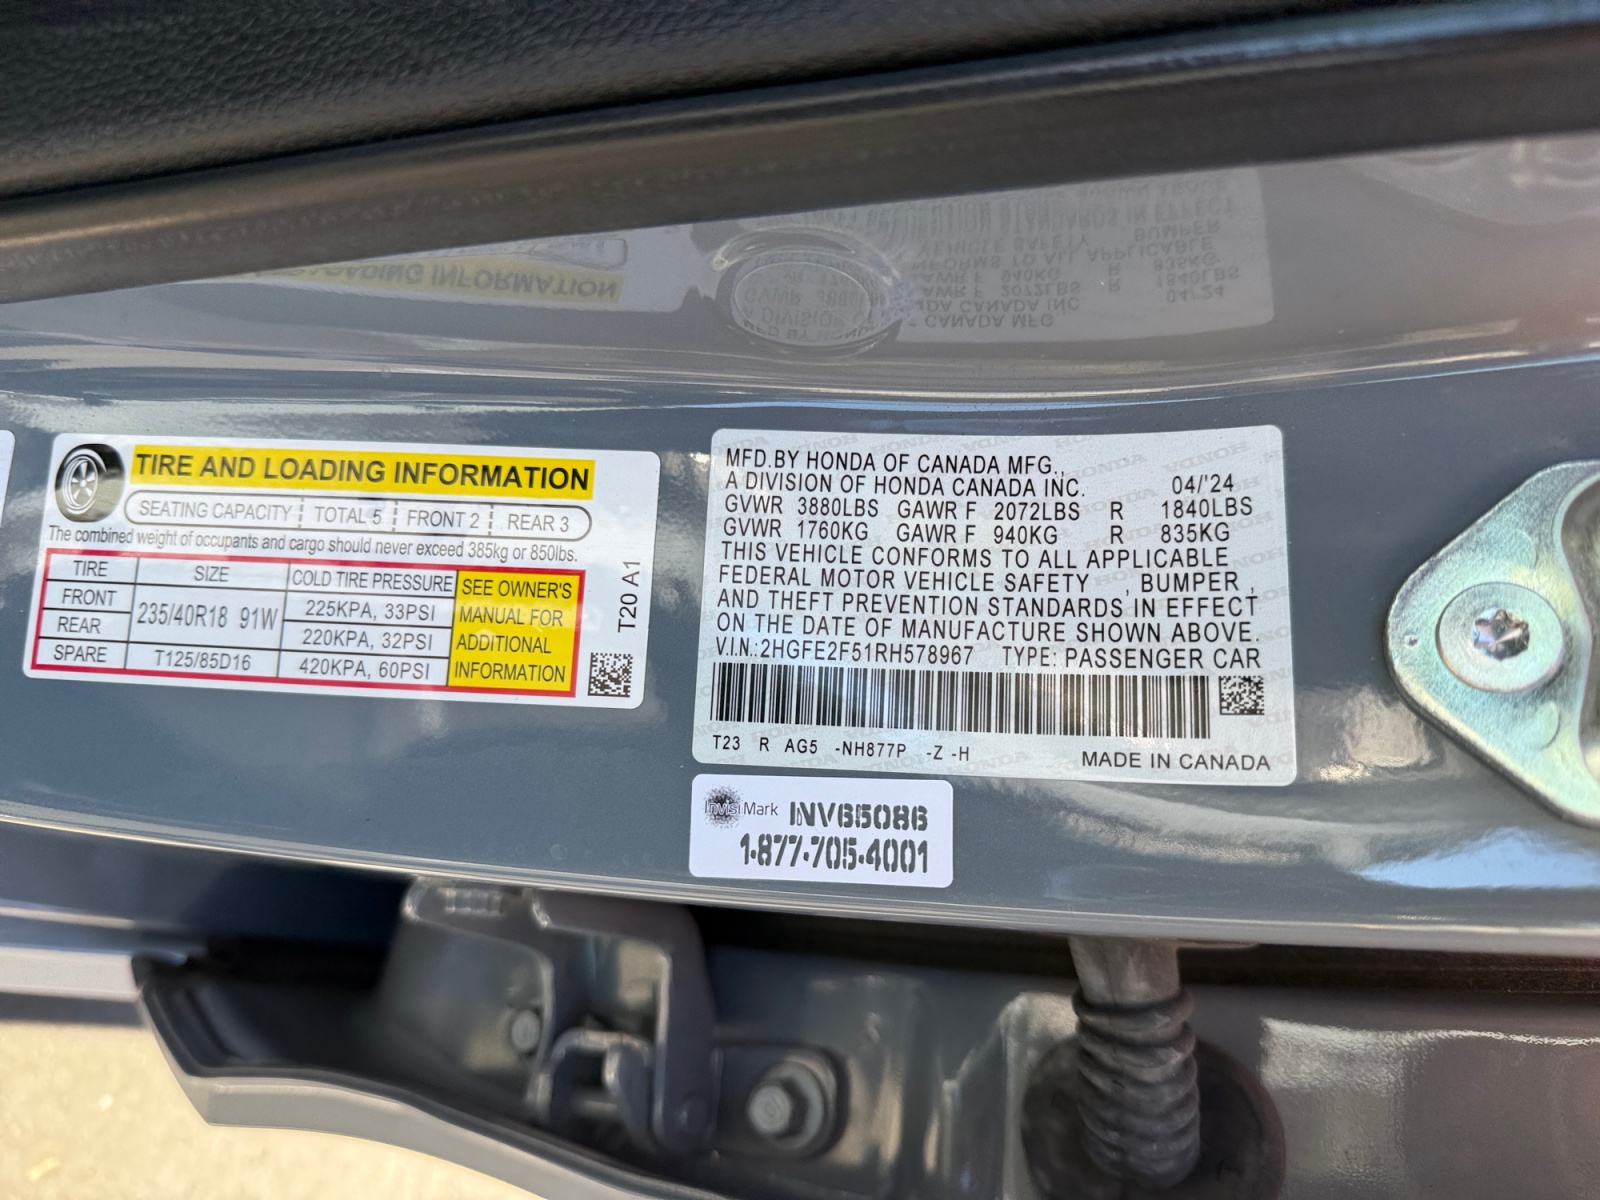 TIRE AND LOADING INFORMATION
SEATING CAPACITY TOTAL 5 FRONT 2 REAR 3
The combined weight of occupants and cargo should never exceed 385kg or 850lbs.
TIRE SIZE COLD TIRE PRESSURE SEE OWNER'S MANUAL FOR ADDITIONAL INFORMATION
FRONT 235/40R18 91W 225KPA, 33PSI
REAR 220KPA, 32PSI
SPARE T125/85D16 420KPA, 60PSI
T20 A1
MFD.BY HONDA OF CANADA MFG.,
A DIVISION OF HONDA CANADA INC. 04/'24
GVWR 3880LBS GAWR F 2072LBS R 1840LBS
GVWR 1760KG GAWR F 940KG R 835KG
THIS VEHICLE CONFORMS TO ALL APPLICABLE
FEDERAL MOTOR VEHICLE SAFETY , BUMPER ,
AND THEFT PREVENTION STANDARDS IN EFFECT
ON THE DATE OF MANUFACTURE SHOWN ABOVE.
V.I.N.:2HGFE2F51RH578967 TYPE: PASSENGER CAR
T23 R AG5 -NH877P -Z -H
MADE IN CANADA
InvisiMark INV65086
1-877-705-4001